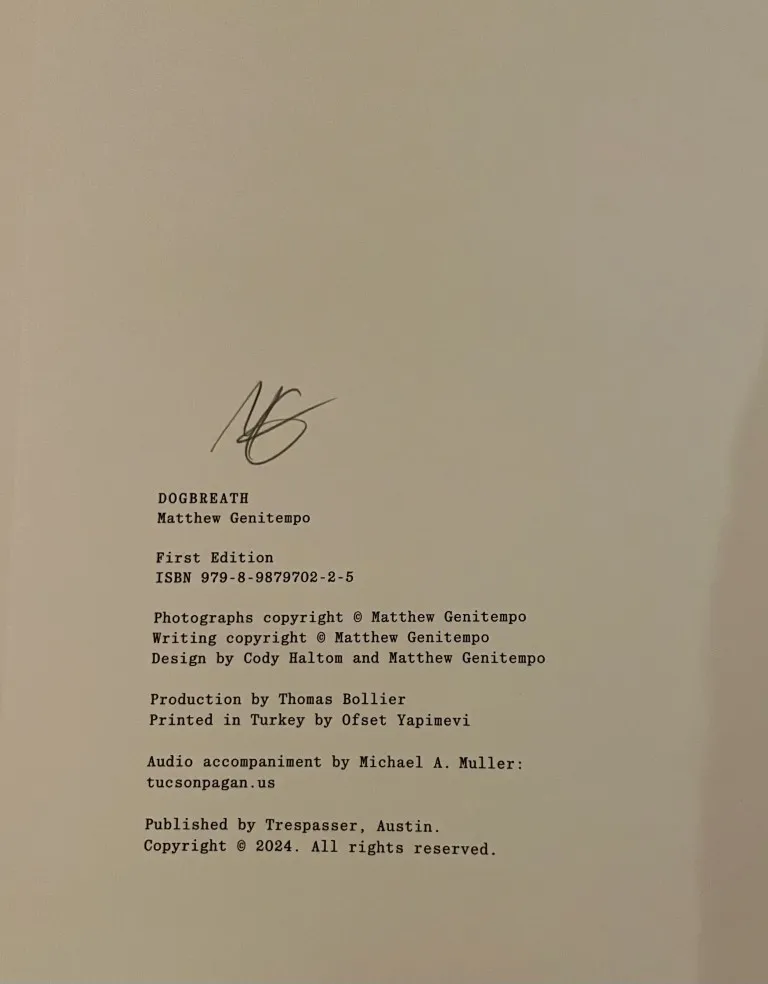 MG
DOGBREATH
Matthew Genitempo
First Edition
ISBN 979-8-9879702-2-5
Photographs copyright © Matthew Genitempo
Writing copyright © Matthew Genitempo
Design by Cody Haltom and Matthew Genitempo
Production by Thomas Bollier
Printed in Turkey by Ofset Yapimevi
Audio accompaniment by Michael A. Muller:
tucsonpagan.us
Published by Trespasser, Austin.
Copyright © 2024. All rights reserved.